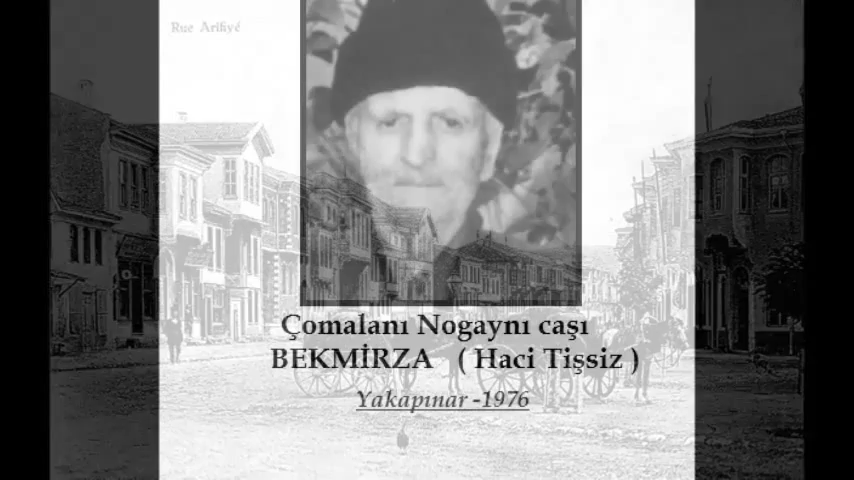 Rue Arifiyé
Çomalanı Nogaynı caşı
BEKMİRZA ( Haci Tişsiz )
Yakapınar -1976